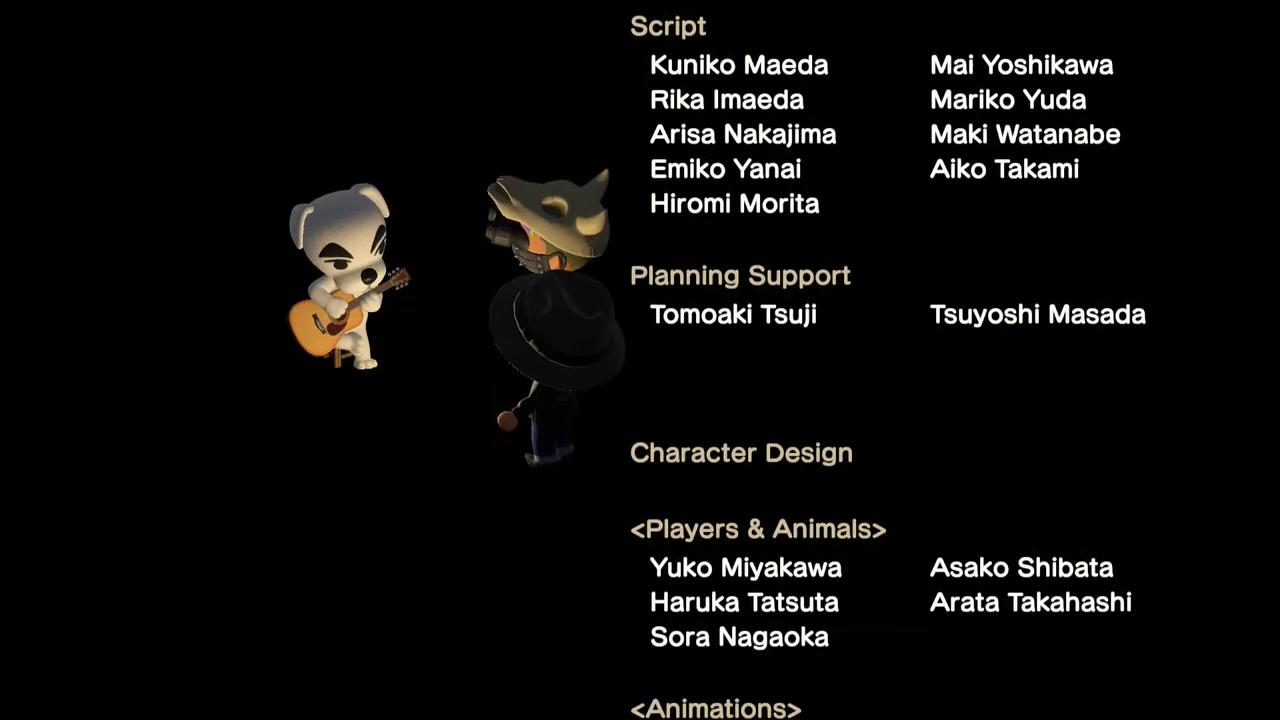 Script
Kuniko Maeda Mai Yoshikawa
Rika Imaeda Mariko Yuda
Arisa Nakajima Maki Watanabe
Emiko Yanai Aiko Takami
Hiromi Morita
Planning Support
Tomoaki Tsuji Tsuyoshi Masada
Character Design
<Players & Animals>
Yuko Miyakawa Asako Shibata
Haruka Tatsuta Arata Takahashi
Sora Nagaoka
<Animations>